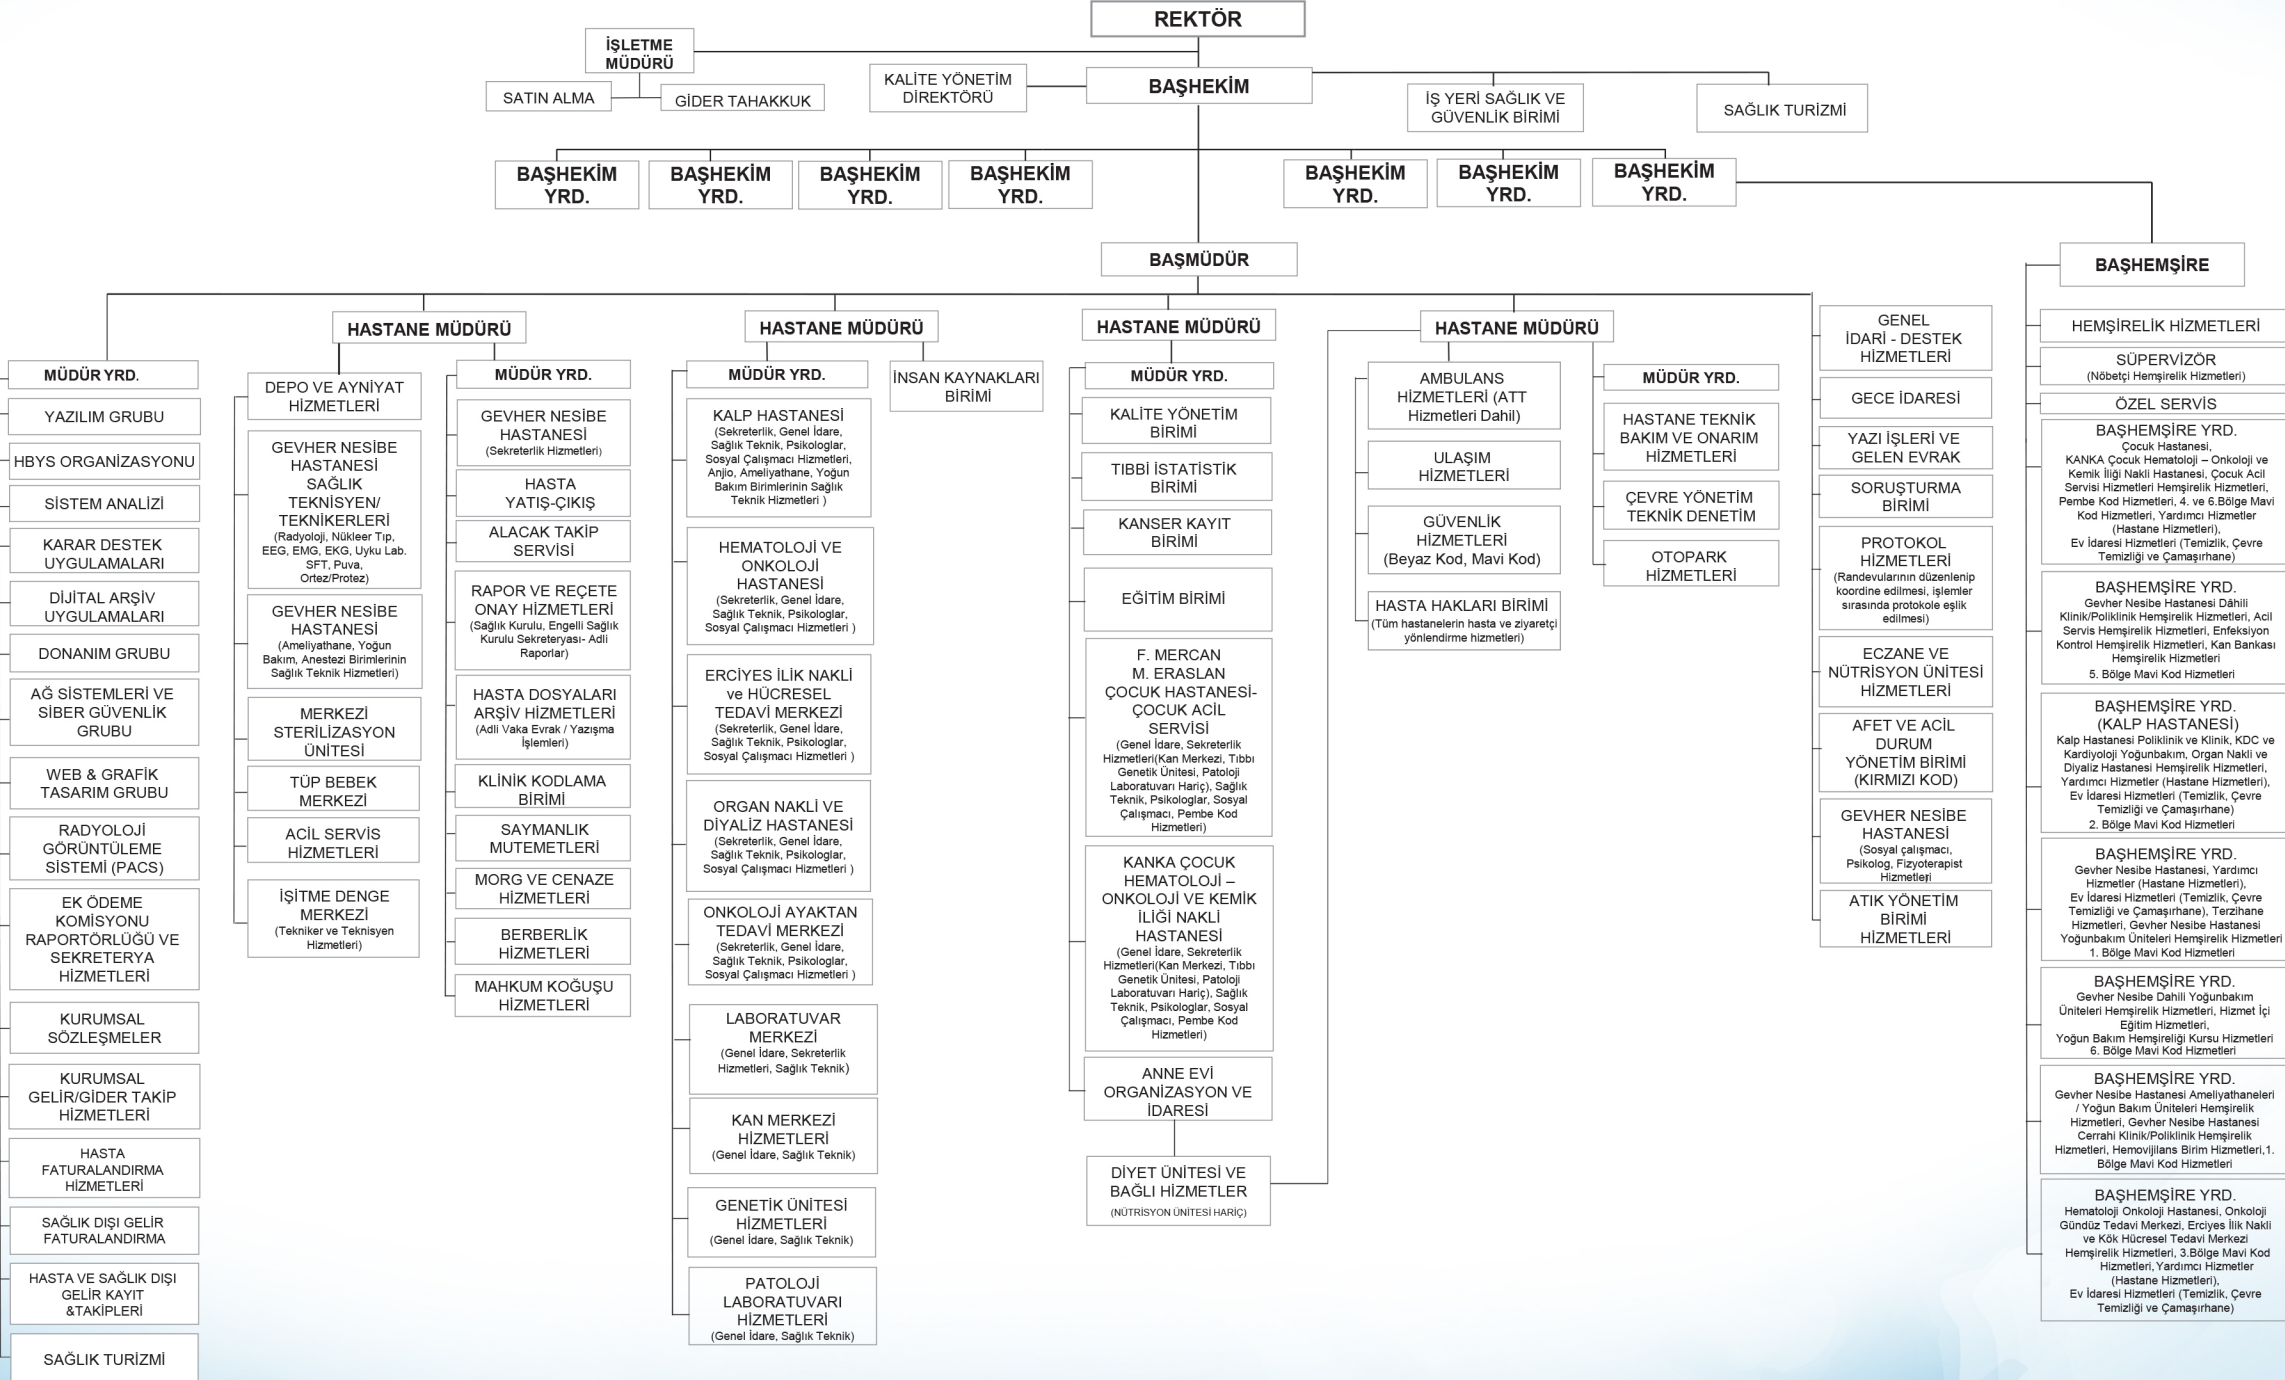 REKTÖR
İŞLETME
MÜDÜRÜ
SATIN ALMA
GİDER TAHAKKUK
KALİTE YÖNETİM
DİREKTÖRÜ
BAŞHEKİM
İŞ YERİ SAĞLIK VE
GÜVENLİK BİRİMİ
SAĞLIK TURİZMİ
BAŞHEKİM
YRD.
BAŞHEKİM
YRD.
BAŞHEKİM
YRD.
BAŞHEKİM
YRD.
BAŞHEKİM
YRD.
BAŞHEKİM
YRD.
BAŞHEKİM
YRD.
BAŞMÜDÜR
MÜDÜR YRD.
YAZILIM GRUBU
HBYS ORGANİZASYONU
SİSTEM ANALİZİ
KARAR DESTEK
UYGULAMALARI
DİJİTAL ARŞİV
UYGULAMALARI
DONANIM GRUBU
AĞ SİSTEMLERİ VE
SİBER GÜVENLİK
GRUBU
WEB & GRAFİK
TASARIM GRUBU
RADYOLOJİ
GÖRÜNTÜLEME
SİSTEMİ (PACS)
EK ÖDEME
KOMİSYONU
RAPORTÖRLÜĞÜ VE
SEKRETERYA
HİZMETLERİ
KURUMSAL
SÖZLEŞMELER
KURUMSAL
GELİR/GİDER TAKİP
HİZMETLERİ
HASTA
FATURALANDIRMA
HİZMETLERİ
SAĞLIK DIŞI GELİR
FATURALANDIRMA
HASTA VE SAĞLIK DIŞI
GELİR KAYIT
&TAKİPLERİ
SAĞLIK TURİZMİ
HASTANE MÜDÜRÜ
DEPO VE AYNİYAT
HİZMETLERİ
GEVHER NESİBE
HASTANESİ
SAĞLIK
TEKNİSYEN/
TEKNİKERLERİ
(Radyoloji, Nükleer Tıp,
EEG, EMG, EKG, Uyku Lab.
SFT, Puva,
Ortez/Protez)
GEVHER NESİBE
HASTANESİ
(Ameliyathane, Yoğun
Bakım, Anestezi Birimlerinin
Sağlık Teknik Hizmetleri)
MERKEZİ
STERİLİZASYON
ÜNİTESİ
TÜP BEBEK
MERKEZİ
ACİL SERVİS
HİZMETLERİ
İŞİTME DENGE
MERKEZİ
(Tekniker ve Teknisyen
Hizmetleri)
MÜDÜR YRD.
GEVHER NESİBE
HASTANESİ
(Sekreterlik Hizmetleri)
HASTA
YATIŞ-ÇIKIŞ
ALACAK TAKİP
SERVİSİ
RAPOR VE REÇETE
ONAY HİZMETLERİ
(Sağlık Kurulu, Engelli Sağlık
Kurulu Sekreteryası- Adli
Raporlar)
HASTA DOSYALARI
ARŞİV HİZMETLERİ
(Adli Vaka Evrak / Yazışma
İşlemleri)
KLİNİK KODLAMA
BİRİMİ
SAYMANLIK
MUTEMETLERİ
MORG VE CENAZE
HİZMETLERİ
BERBERLİK
HİZMETLERİ
MAHKUM KOĞUŞU
HİZMETLERİ
HASTANE MÜDÜRÜ
MÜDÜR YRD.
KALP HASTANESİ
(Sekreterlik, Genel İdare,
Sağlık Teknik, Psikologlar,
Sosyal Çalışmacı Hizmetleri,
Anjio, Ameliyathane, Yoğun
Bakım Birimlerinin Sağlık
Teknik Hizmetleri )
HEMATOLOJİ VE
ONKOLOJİ
HASTANESİ
(Sekreterlik, Genel İdare,
Sağlık Teknik, Psikologlar,
Sosyal Çalışmacı Hizmetleri )
ERCİYES İLİK NAKLİ
ve HÜCRESEL
TEDAVİ MERKEZİ
(Sekreterlik, Genel İdare,
Sağlık Teknik, Psikologlar,
Sosyal Çalışmacı Hizmetleri )
ORGAN NAKLİ VE
DİYALİZ HASTANESİ
(Sekreterlik, Genel İdare,
Sağlık Teknik, Psikologlar,
Sosyal Çalışmacı Hizmetleri )
ONKOLOJİ AYAKTAN
TEDAVİ MERKEZİ
(Sekreterlik, Genel İdare,
Sağlık Teknik, Psikologlar,
Sosyal Çalışmacı Hizmetleri )
LABORATUVAR
MERKEZİ
(Genel İdare, Sekreterlik
Hizmetleri, Sağlık Teknik)
KAN MERKEZİ
HİZMETLERİ
(Genel İdare, Sağlık Teknik)
GENETİK ÜNİTESİ
HİZMETLERİ
(Genel İdare, Sağlık Teknik)
PATOLOJİ
LABORATUVARI
HİZMETLERİ
(Genel İdare, Sağlık Teknik)
İNSAN KAYNAKLARI
BİRİMİ
HASTANE MÜDÜRÜ
MÜDÜR YRD.
KALİTE YÖNETİM
BİRİMİ
TIBBİ İSTATİSTİK
BİRİMİ
KANSER KAYIT
BİRİMİ
EĞİTİM BİRİMİ
F. MERCAN
M. ERASLAN
ÇOCUK HASTANESİ-
ÇOCUK ACİL
SERVİSİ
(Genel İdare, Sekreterlik
Hizmetleri(Kan Merkezi, Tıbbı
Genetik Ünitesi, Patoloji
Laboratuvarı Hariç), Sağlık
Teknik, Psikologlar, Sosyal
Çalışmacı, Pembe Kod
Hizmetleri)
KANKA ÇOCUK
HEMATOLOJİ –
ONKOLOJİ VE KEMİK
İLİĞİ NAKLİ
HASTANESİ
(Genel İdare, Sekreterlik
Hizmetleri(Kan Merkezi, Tıbbı
Genetik Ünitesi, Patoloji
Laboratuvarı Hariç), Sağlık
Teknik, Psikologlar, Sosyal
Çalışmacı, Pembe Kod
Hizmetleri)
ANNE EVİ
ORGANİZASYON VE
İDARESİ
DİYET ÜNİTESİ VE
BAĞLI HİZMETLER
(NÜTRİSYON ÜNİTESİ HARİÇ)
HASTANE MÜDÜRÜ
AMBULANS
HİZMETLERİ (ATT
Hizmetleri Dahil)
ULAŞIM
HİZMETLERİ
GÜVENLİK
HİZMETLERİ
(Beyaz Kod, Mavi Kod)
HASTA HAKLARI BİRİMİ
(Tüm hastanelerin hasta ve ziyaretçi
yönlendirme hizmetleri)
MÜDÜR YRD.
HASTANE TEKNİK
BAKIM VE ONARIM
HİZMETLERİ
ÇEVRE YÖNETİM
TEKNİK DENETİM
OTOPARK
HİZMETLERİ
GENEL
İDARİ - DESTEK
HİZMETLERİ
GECE İDARESİ
YAZI İŞLERİ VE
GELEN EVRAK
SORUŞTURMA
BİRİMİ
PROTOKOL
HİZMETLERİ
(Randevularının düzenlenip
koordine edilmesi, işlemler
sırasında protokole eşlik
edilmesi)
ECZANE VE
NÜTRİSYON ÜNİTESİ
HİZMETLERİ
AFET VE ACİL
DURUM
YÖNETİM BİRİMİ
(KIRMIZI KOD)
GEVHER NESİBE
HASTANESİ
(Sosyal çalışmacı,
Psikolog, Fizyoterapist
Hizmetleri)
ATIK YÖNETİM
BİRİMİ
HİZMETLERİ
BAŞHEMŞİRE
HEMŞİRELİK HİZMETLERİ
SÜPERVİZÖR
(Nöbetçi Hemşirelik Hizmetleri)
ÖZEL SERVİS
BAŞHEMŞİRE YRD.
Çocuk Hastanesi,
KANKA Çocuk Hematoloji – Onkoloji ve
Kemik İliği Nakli Hastanesi, Çocuk Acil
Servisi Hizmetleri Hemşirelik Hizmetleri,
Pembe Kod Hizmetleri, 4. ve 6.Bölge Mavi
Kod Hizmetleri, Yardımcı Hizmetler
(Hastane Hizmetleri),
Ev İdaresi Hizmetleri (Temizlik, Çevre
Temizliği ve Çamaşırhane)
BAŞHEMŞİRE YRD.
Gevher Nesibe Hastanesi Dâhili
Klinik/Poliklinik Hemşirelik Hizmetleri, Acil
Servis Hemşirelik Hizmetleri, Enfeksiyon
Kontrol Hemşirelik Hizmetleri, Kan Bankası
Hemşirelik Hizmetleri
5. Bölge Mavi Kod Hizmetleri
BAŞHEMŞİRE YRD.
(KALP HASTANESİ)
Kalp Hastanesi Poliklinik ve Klinik, KDC ve
Kardiyoloji Yoğunbakım, Organ Nakli ve
Diyaliz Hastanesi Hemşirelik Hizmetleri,
Yardımcı Hizmetler (Hastane Hizmetleri),
Ev İdaresi Hizmetleri (Temizlik, Çevre
Temizliği ve Çamaşırhane)
2. Bölge Mavi Kod Hizmetleri
BAŞHEMŞİRE YRD.
Gevher Nesibe Hastanesi, Yardımcı
Hizmetler (Hastane Hizmetleri),
Ev İdaresi Hizmetleri (Temizlik, Çevre
Temizliği ve Çamaşırhane), Terzihane
Hizmetleri, Gevher Nesibe Hastanesi
Yoğunbakım Üniteleri Hemşirelik Hizmetleri
1. Bölge Mavi Kod Hizmetleri
BAŞHEMŞİRE YRD.
Gevher Nesibe Dahili Yoğunbakım
Üniteleri Hemşirelik Hizmetleri, Hizmet İçi
Eğitim Hizmetleri,
Yoğun Bakım Hemşireliği Kursu Hizmetleri
6. Bölge Mavi Kod Hizmetleri
BAŞHEMŞİRE YRD.
Gevher Nesibe Hastanesi Ameliyathaneleri
/ Yoğun Bakım Üniteleri Hemşirelik
Hizmetleri, Gevher Nesibe Hastanesi
Cerrahi Klinik/Poliklinik Hemşirelik
Hizmetleri, Hemovijilans Birim Hizmetleri,1.
Bölge Mavi Kod Hizmetleri
BAŞHEMŞİRE YRD.
Hematoloji Onkoloji Hastanesi, Onkoloji
Gündüz Tedavi Merkezi, Erciyes İlik Nakli
ve Kök Hücresel Tedavi Merkezi
Hemşirelik Hizmetleri, 3.Bölge Mavi Kod
Hizmetleri, Yardımcı Hizmetler
(Hastane Hizmetleri),
Ev İdaresi Hizmetleri (Temizlik, Çevre
Temizliği ve Çamaşırhane)